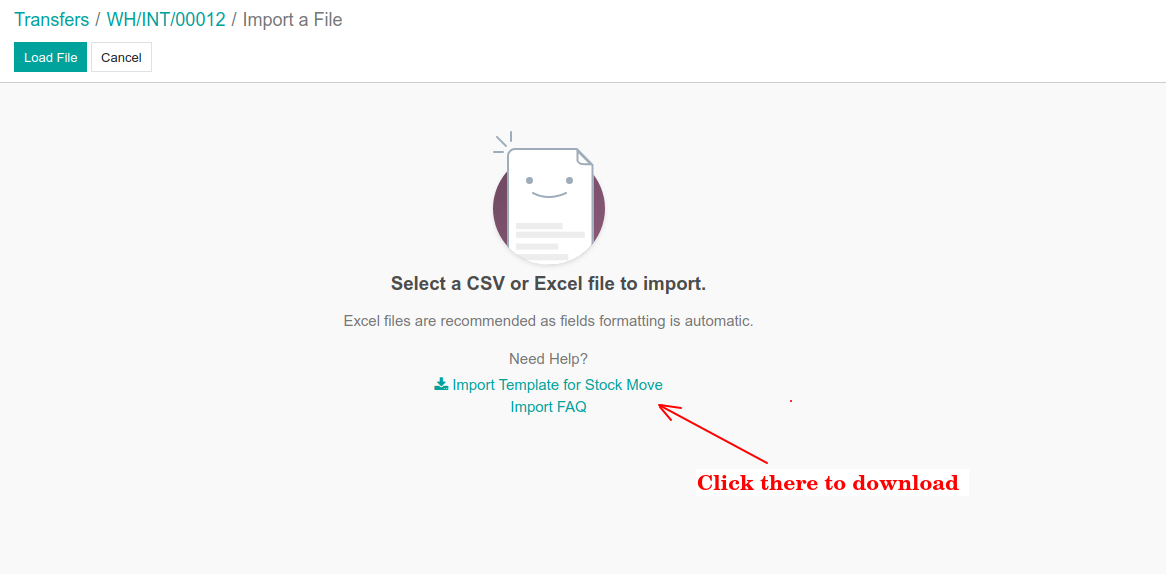 Transfers / WH/INT/00012 / Import a File
Load File Cancel
Select a CSV or Excel file to import.
Excel files are recommended as fields formatting is automatic.
Need Help?
Import Template for Stock Move
Import FAQ
Click there to download